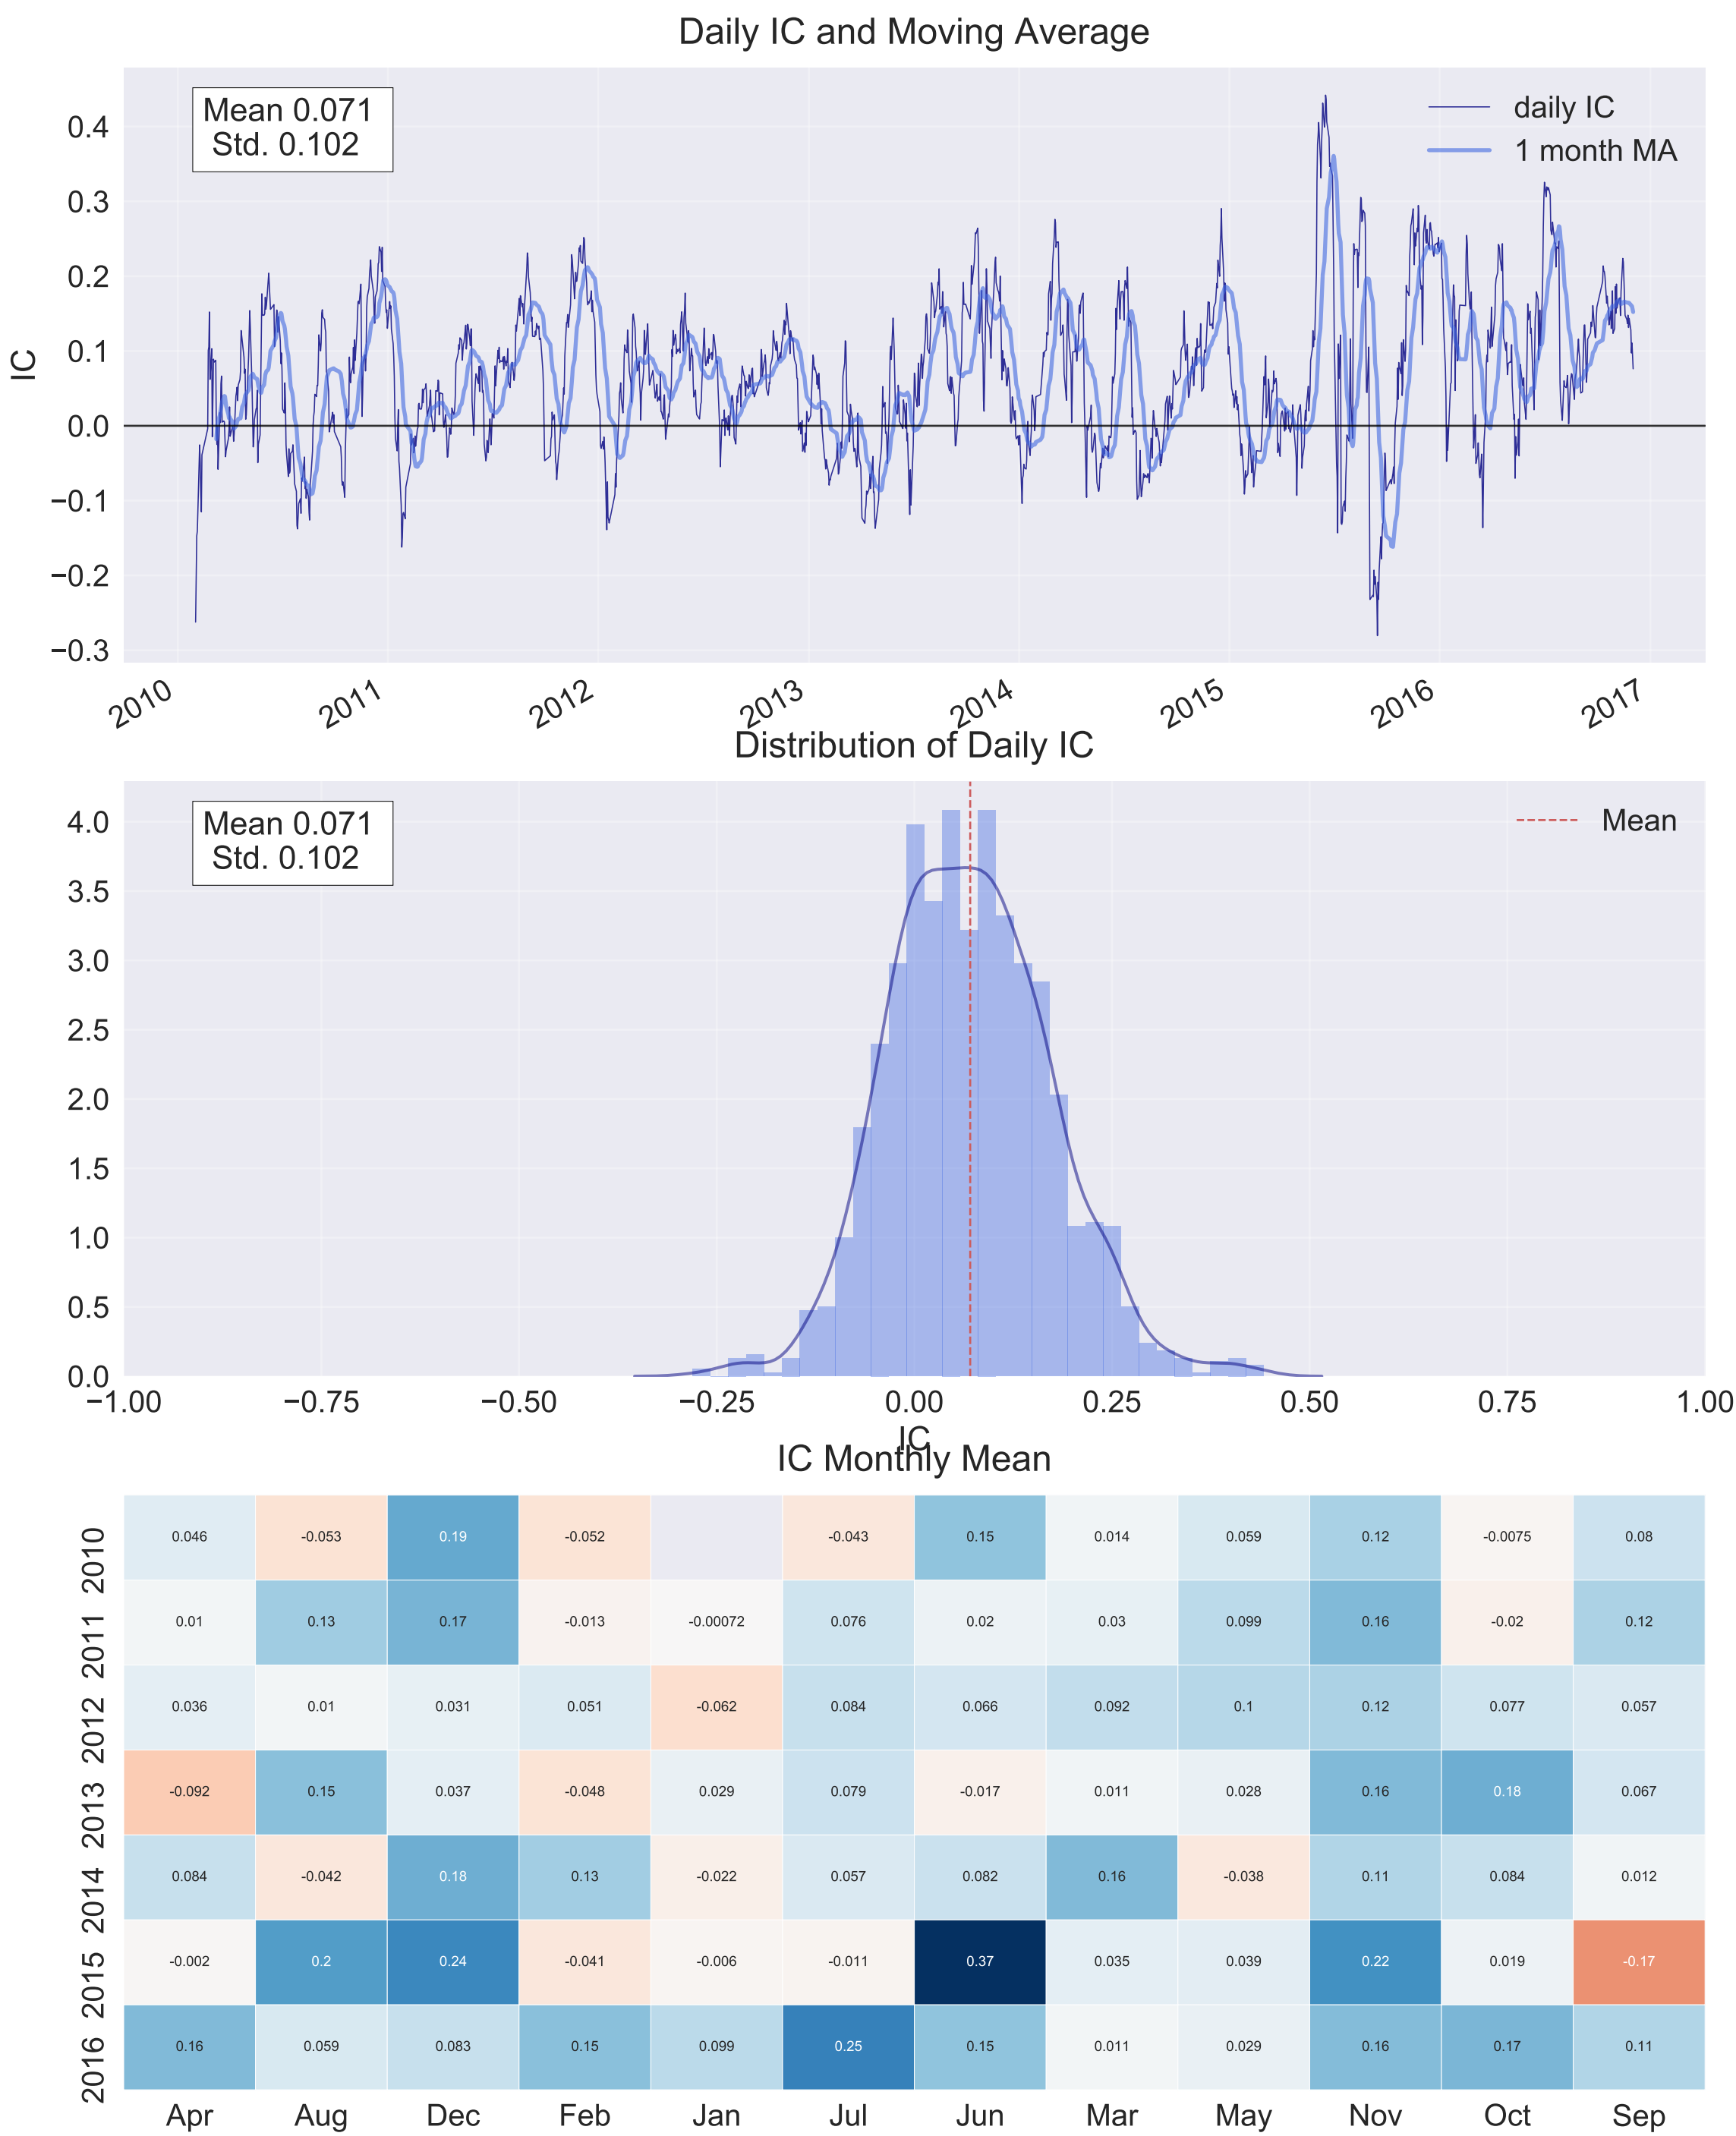 Daily IC and Moving Average
Mean 0.071
Std. 0.102
daily IC
1 month MA
IC
0.4
0.3
0.2
0.1
0.0
−0.1
−0.2
−0.3
2010 2011 2012 2013 2014 2015 2016 2017
Distribution of Daily IC
Mean 0.071
Std. 0.102
Mean
4.0
3.5
3.0
2.5
2.0
1.5
1.0
0.5
0.0
−1.00 −0.75 −0.50 −0.25 0.00 0.25 0.50 0.75 1.00
IC
IC Monthly Mean
2010 0.046 -0.053 0.19 -0.052 -0.043 0.15 0.014 0.059 0.12 -0.0075 0.08
2011 0.01 0.13 0.17 -0.013 -0.00072 0.076 0.02 0.03 0.099 0.16 -0.02 0.12
2012 0.036 0.01 0.031 0.051 -0.062 0.084 0.066 0.092 0.1 0.12 0.077 0.057
2013 -0.092 0.15 0.037 -0.048 0.029 0.079 -0.017 0.011 0.028 0.16 0.18 0.067
2014 0.084 -0.042 0.18 0.13 -0.022 0.057 0.082 0.16 -0.038 0.11 0.084 0.012
2015 -0.002 0.2 0.24 -0.041 -0.006 -0.011 0.37 0.035 0.039 0.22 0.019 -0.17
2016 0.16 0.059 0.083 0.15 0.099 0.25 0.15 0.011 0.029 0.16 0.17 0.11
Apr Aug Dec Feb Jan Jul Jun Mar May Nov Oct Sep